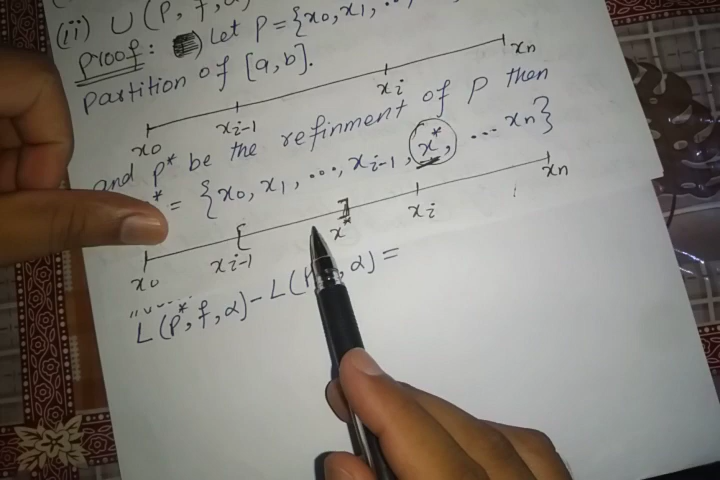 (ii) U(P, f, α)
Proof: Let P = {x₀, x₁, ..,
partition of [a, b].
x₀ xᵢ₋₁ xᵢ xₙ
and P* be the refinment of P then
* = {x₀, x₁, ..., xᵢ₋₁, x*, ... xₙ}
x₀ xᵢ₋₁ x* xᵢ xₙ
L(P*, f, α) - L(P, α) =